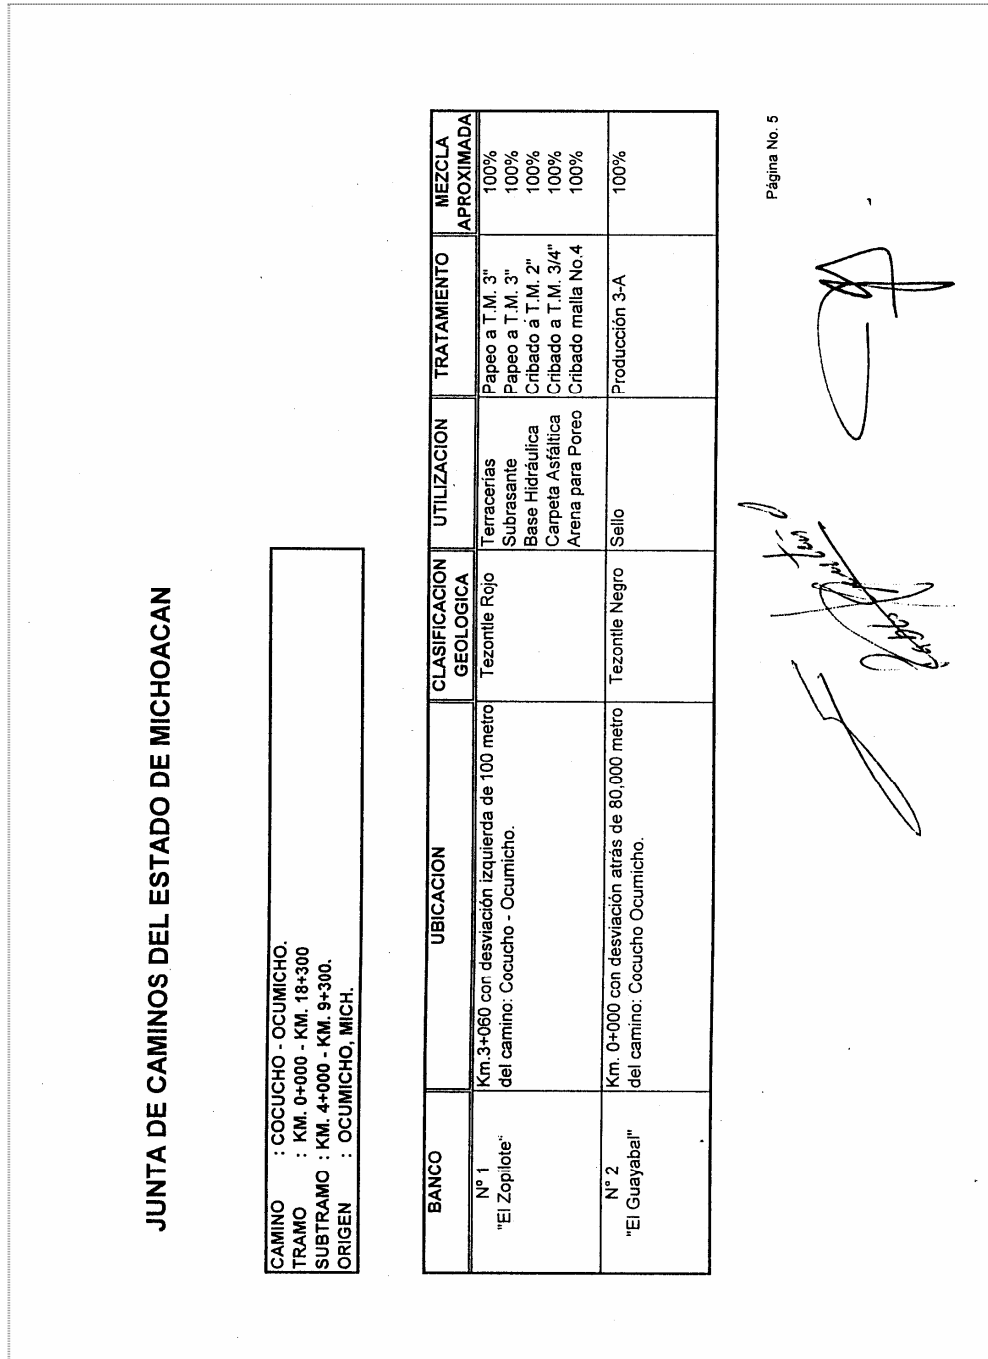 JUNTA DE CAMINOS DEL ESTADO DE MICHOACAN
CAMINO : COCUCHO - OCUMICHO.
TRAMO : KM. 0+000 - KM. 18+300
SUBTRAMO : KM. 4+000 - KM. 9+300.
ORIGEN : OCUMICHO, MICH.
BANCO UBICACION CLASIFICACION GEOLOGICA UTILIZACION TRATAMIENTO MEZCLA APROXIMADA
Nº 1 Km.3+060 con desviación izquierda de 100 metro Tezontle Rojo Terracerías Papeo a T.M. 3" 100%
"El Zopilote" del camino: Cocucho - Ocumicho. Subrasante Papeo a T.M. 3" 100%
Base Hidráulica Cribado á T.M. 2" 100%
Carpeta Asfáltica Cribado a T.M. 3/4" 100%
Arena para Poreo Cribado malla No.4 100%
N° 2 Km. 0+000 con desviación atrás de 80,000 metro Tezontle Negro Sello Producción 3-A 100%
"El Guayabal" del camino: Cocucho Ocumicho.
Página No. 5